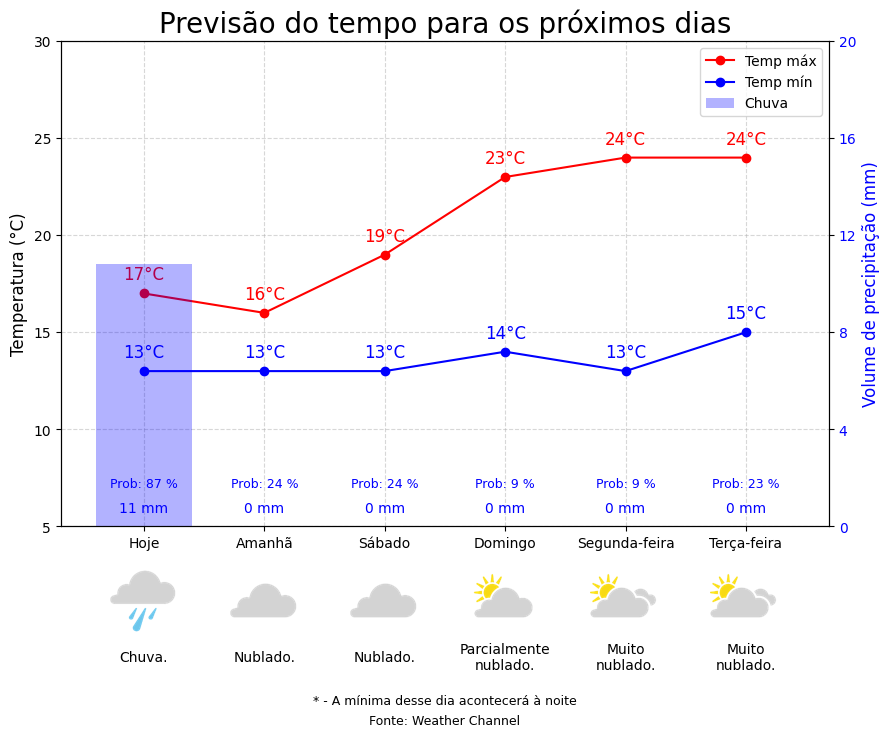 Previsão do tempo para os próximos dias
Temperatura (°C)
Volume de precipitação (mm)
30
25
20
15
10
5
20
16
12
8
4
0
Temp máx
Temp mín
Chuva
17°C
16°C
19°C
23°C
24°C
24°C
13°C
13°C
13°C
14°C
13°C
15°C
Prob: 87 %
Prob: 24 %
Prob: 24 %
Prob: 9 %
Prob: 9 %
Prob: 23 %
11 mm
0 mm
0 mm
0 mm
0 mm
0 mm
Hoje
Amanhã
Sábado
Domingo
Segunda-feira
Terça-feira
Chuva.
Nublado.
Nublado.
Parcialmente
nublado.
Muito
nublado.
Muito
nublado.
* - A mínima desse dia acontecerá à noite
Fonte: Weather Channel